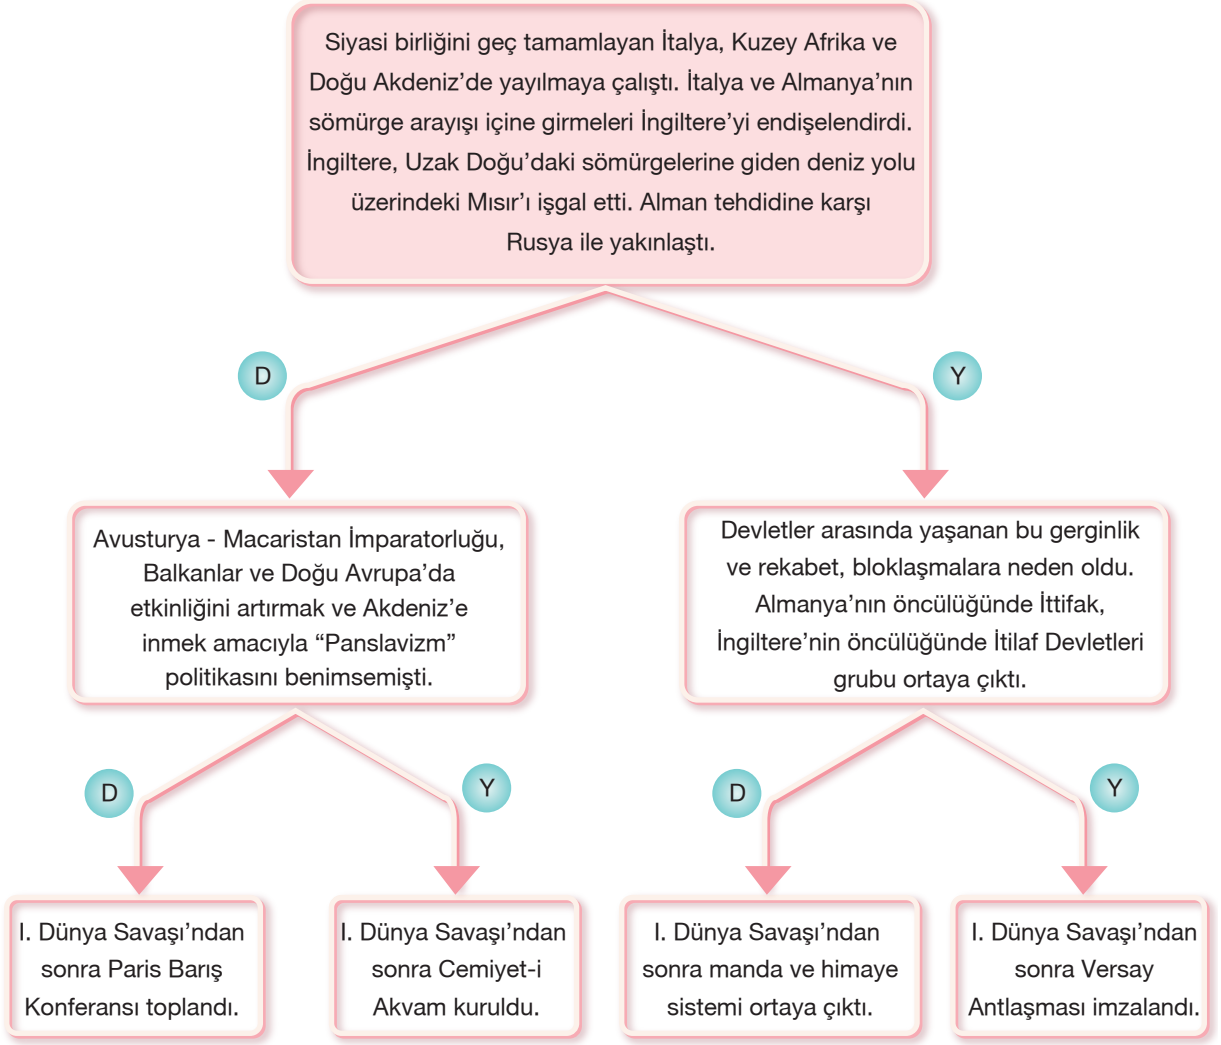 Siyasi birliğini geç tamamlayan İtalya, Kuzey Afrika ve
Doğu Akdeniz’de yayılmaya çalıştı. İtalya ve Almanya’nın
sömürge arayışı içine girmeleri İngiltere’yi endişelendirdi.
İngiltere, Uzak Doğu’daki sömürgelerine giden deniz yolu
üzerindeki Mısır’ı işgal etti. Alman tehdidine karşı
Rusya ile yakınlaştı.
D
Y
Avusturya - Macaristan İmparatorluğu,
Balkanlar ve Doğu Avrupa’da
etkinliğini artırmak ve Akdeniz’e
inmek amacıyla “Panslavizm”
politikasını benimsemişti.
Devletler arasında yaşanan bu gerginlik
ve rekabet, bloklaşmalara neden oldu.
Almanya’nın öncülüğünde İttifak,
İngiltere’nin öncülüğünde İtilaf Devletleri
grubu ortaya çıktı.
D
Y
D
Y
I. Dünya Savaşı’ndan
sonra Paris Barış
Konferansı toplandı.
I. Dünya Savaşı’ndan
sonra Cemiyet-i
Akvam kuruldu.
I. Dünya Savaşı’ndan
sonra manda ve himaye
sistemi ortaya çıktı.
I. Dünya Savaşı’ndan
sonra Versay
Antlaşması imzalandı.